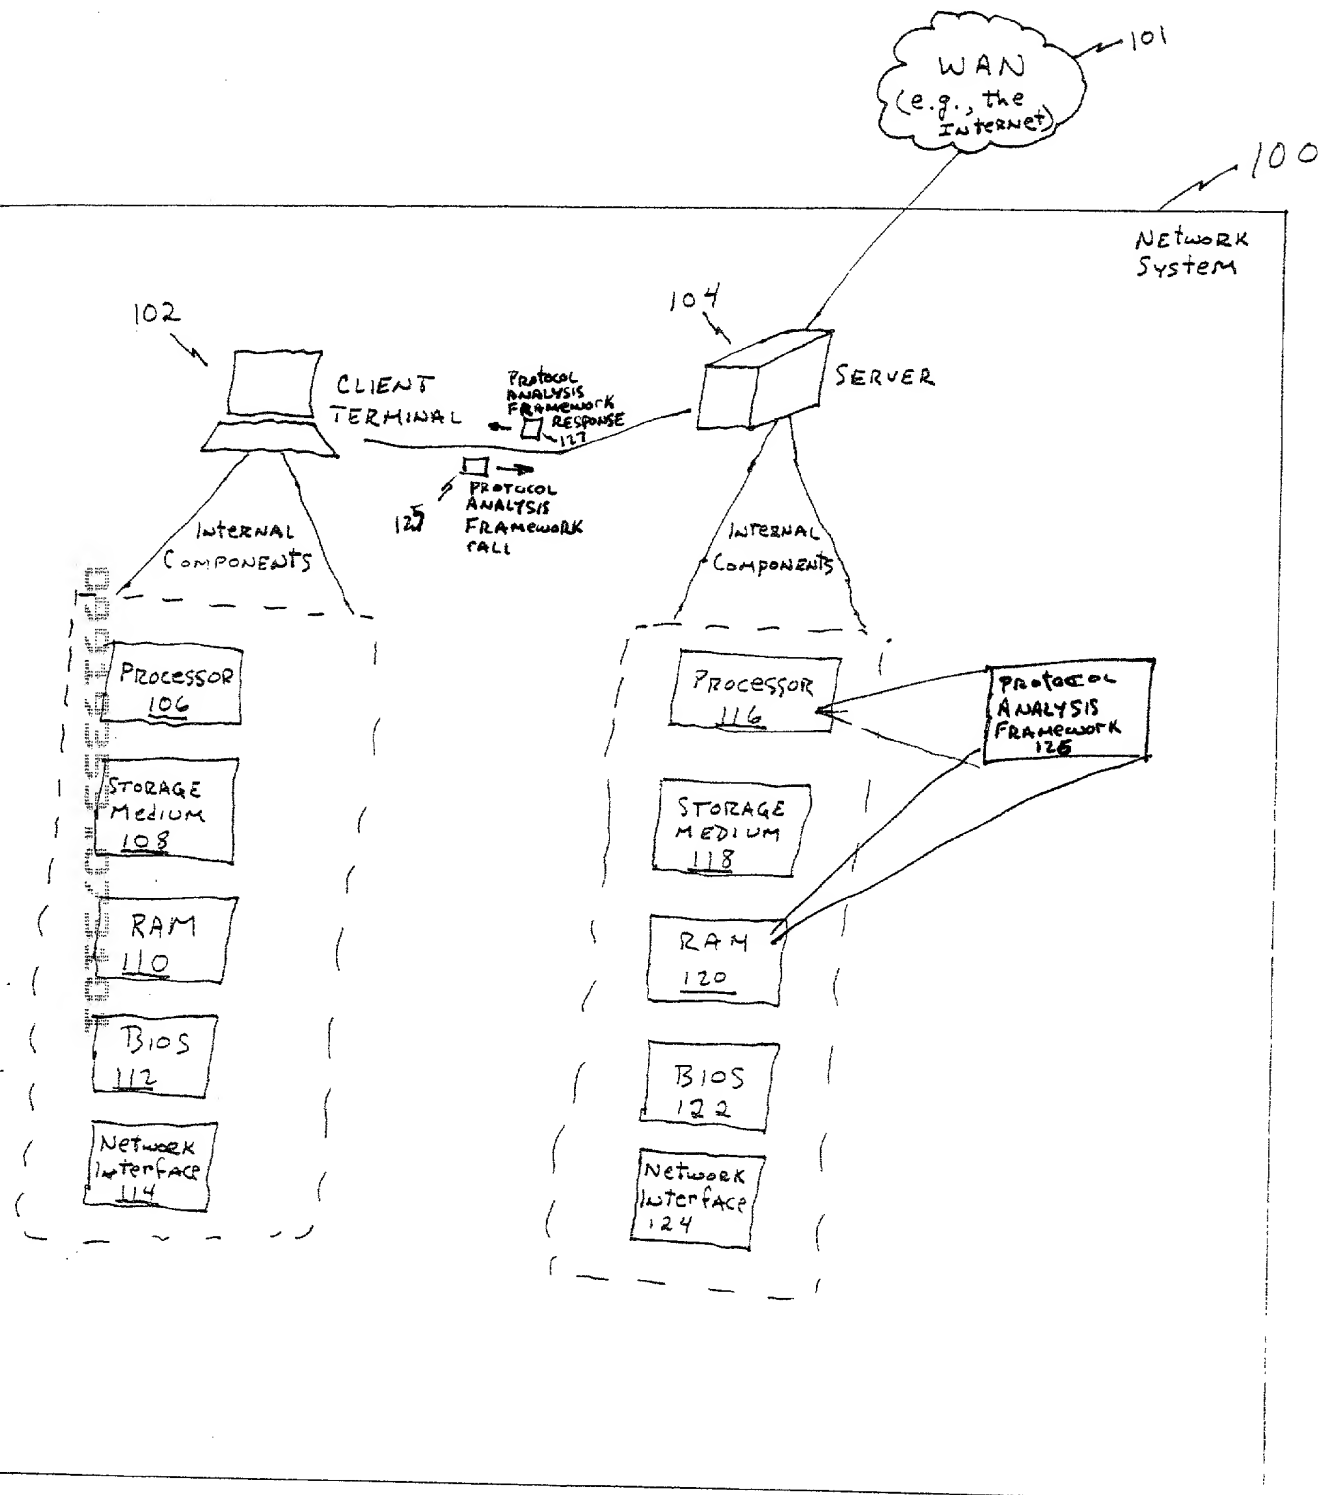 101
WAN
(e.g., the
Internet)
100
Network
System
102
104
CLIENT
TERMINAL
Protocol
ANALYSIS
FRAMEWORK
RESPONSE
127
SERVER
125
PROTOCOL
ANALYSIS
FRAMEWORK
CALL
INTERNAL
COMPONENTS
INTERNAL
COMPONENTS
PROCESSOR
106
STORAGE
Medium
108
RAM
110
BIOS
112
Network
Interface
114
PROCESSOR
116
STORAGE
MEDIUM
118
RAM
120
BIOS
122
Network
Interface
124
Protocol
ANALYSIS
FRAMEWORK
126